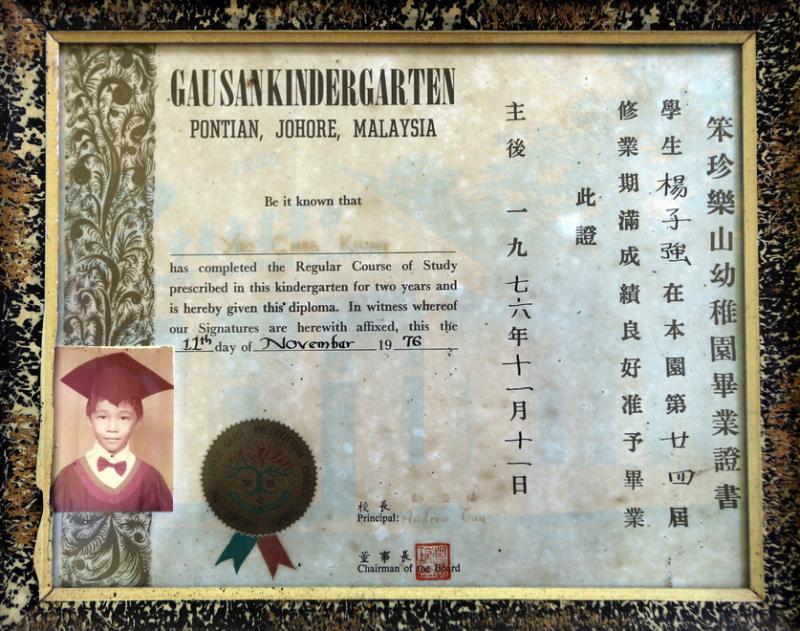 GAUSAN KINDERGARTEN
PONTIAN, JOHORE, MALAYSIA
Be it known that
has completed the Regular Course of Study
prescribed in this kindergarten for two years and
is hereby given this diploma. In witness whereof
our Signatures are herewith affixed, this the
11th day of November 1976
校長
Principal: Andrew
董事長
Chairman of the Board
笨珍樂山幼稚園畢業證書
學生楊子強在本園第廿四屆
修業期滿成績良好准予畢業
此證
主後 一九七六年十一月十一日